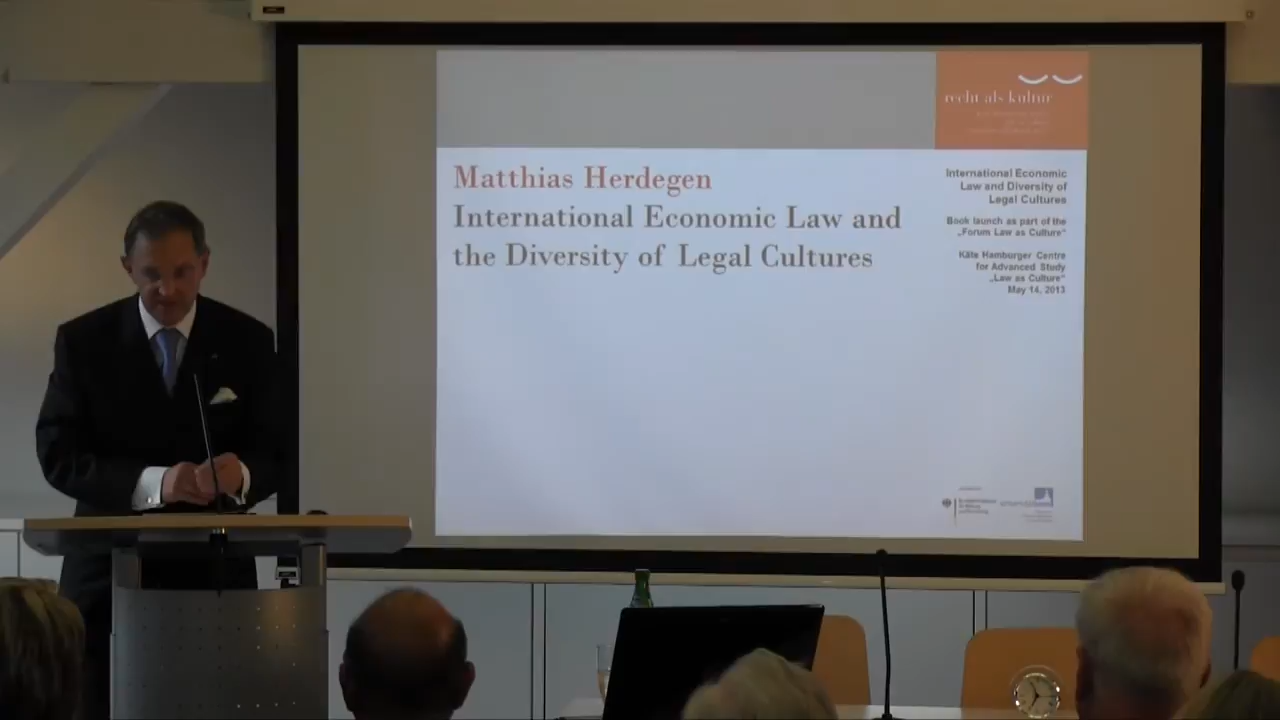 recht als kultur
Matthias Herdegen
International Economic Law and
the Diversity of Legal Cultures
International Economic
Law and Diversity of
Legal Cultures
Book launch as part of the
„Forum Law as Culture“
Käte Hamburger Centre
for Advanced Study
„Law as Culture“
May 14, 2013